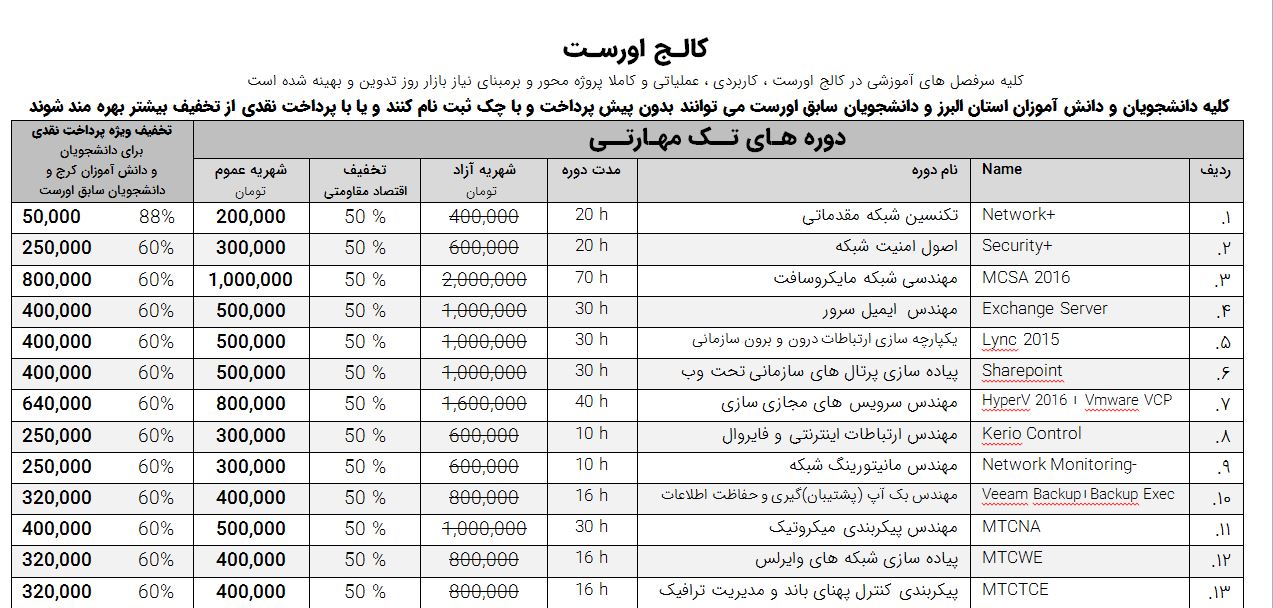 کالج اورست
کلیه سرفصل های آموزشی در کالج اورست ، کاربردی ، عملیاتی و کاملا پروژه محور و برمبنای نیاز بازار روز تدوین و بهینه شده است
کلیه دانشجویان و دانش آموزان استان البرز و دانشجویان سابق اورست می توانند بدون پیش پرداخت و با چک ثبت نام کنند و یا با پرداخت نقدی از تخفیف بیشتر بهره مند شوند
دوره های تک مهارتی
تخفیف ویژه پرداخت نقدی
برای دانشجویان
و دانش آموزان کرج و
دانشجویان سابق اورست
ردیف Name نام دوره مدت دوره شهریه آزاد تومان تخفیف اقتصاد مقاومتی شهریه عموم تومان
۱. Network+ تکنسین شبکه مقدماتی 20 h 400,000 50 % 200,000 88% 50,000
۲. Security+ اصول امنیت شبکه 20 h 600,000 50 % 300,000 60% 250,000
۳. MCSA 2016 مهندسی شبکه مایکروسافت 70 h 2,000,000 50 % 1,000,000 60% 800,000
۴. Exchange Server مهندس ایمیل سرور 30 h 1,000,000 50 % 500,000 60% 400,000
۵. Lync 2015 یکپارچه سازی ارتباطات درون و برون سازمانی 30 h 1,000,000 50 % 500,000 60% 400,000
۶. Sharepoint پیاده سازی پرتال های سازمانی تحت وب 30 h 1,000,000 50 % 500,000 60% 400,000
۷. HyperV 2016 ا Vmware VCP مهندس سرویس های مجازی سازی 40 h 1,600,000 50 % 800,000 60% 640,000
۸. Kerio Control مهندس ارتباطات اینترنتی و فایروال 10 h 600,000 50 % 300,000 60% 250,000
۹. Network Monitoring- مهندس مانیتورینگ شبکه 10 h 600,000 50 % 300,000 60% 250,000
۱۰. Veeam Backupا Backup Exec مهندس بک آپ (پشتیبان)گیری و حفاظت اطلاعات 16 h 800,000 50 % 400,000 60% 320,000
۱۱. MTCNA مهندس پیکربندی میکروتیک 30 h 1,000,000 50 % 500,000 60% 400,000
۱۲. MTCWE پیاده سازی شبکه های وایرلس 16 h 800,000 50 % 400,000 60% 320,000
۱۳. MTCTCE پیکربندی کنترل پهنای باند و مدیریت ترافیک 16 h 800,000 50 % 400,000 60% 320,000